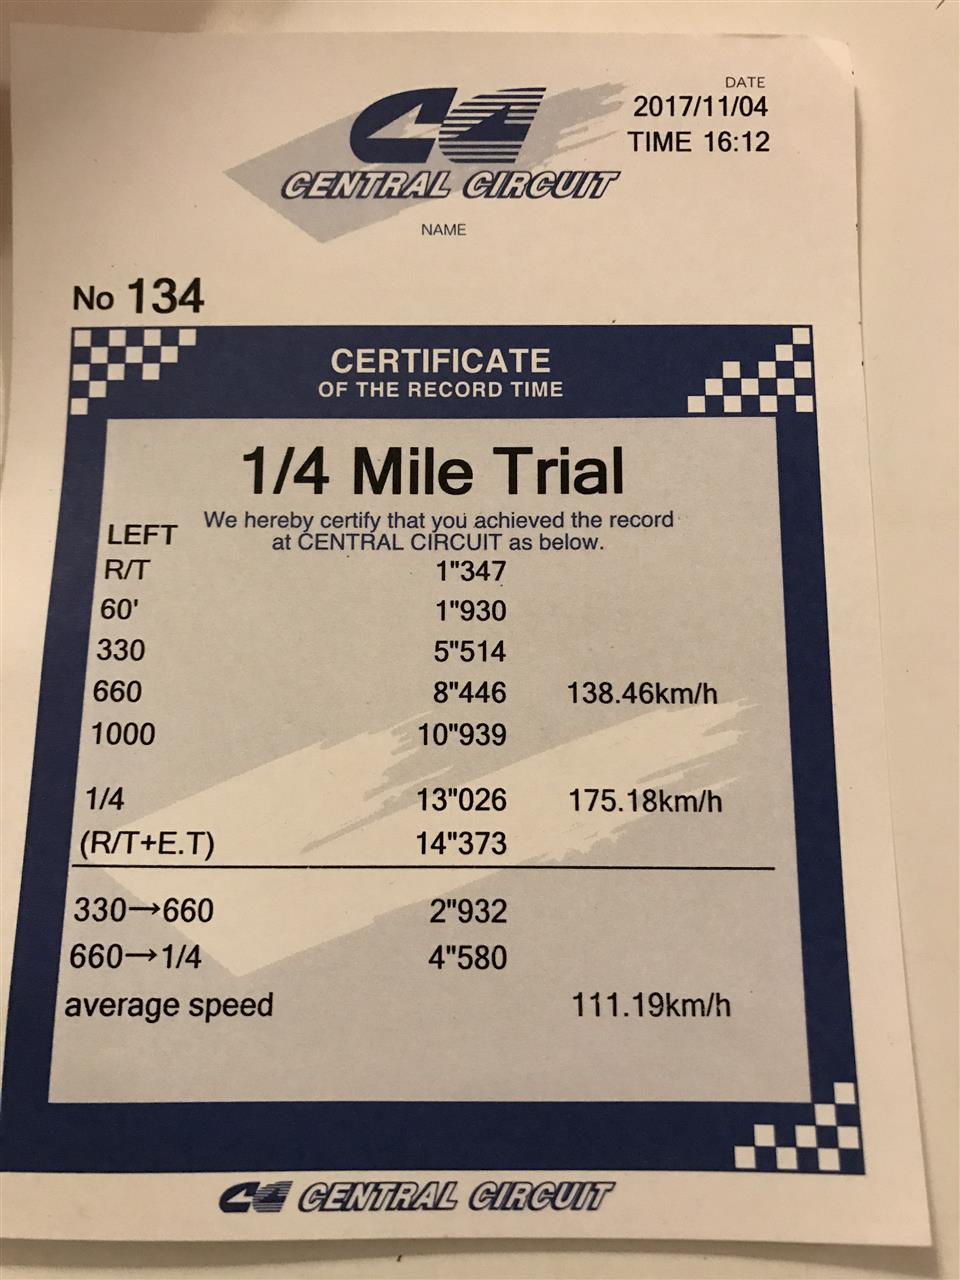 DATE
2017/11/04
TIME 16:12
CENTRAL CIRCUIT
NAME
No 134
CERTIFICATE
OF THE RECORD TIME
1/4 Mile Trial
We hereby certify that you achieved the record
at CENTRAL CIRCUIT as below.
LEFT
R/T 1"347
60' 1"930
330 5"514
660 8"446 138.46km/h
1000 10"939
1/4 13"026 175.18km/h
(R/T+E.T) 14"373
330→660 2"932
660→1/4 4"580
average speed 111.19km/h
CENTRAL CIRCUIT